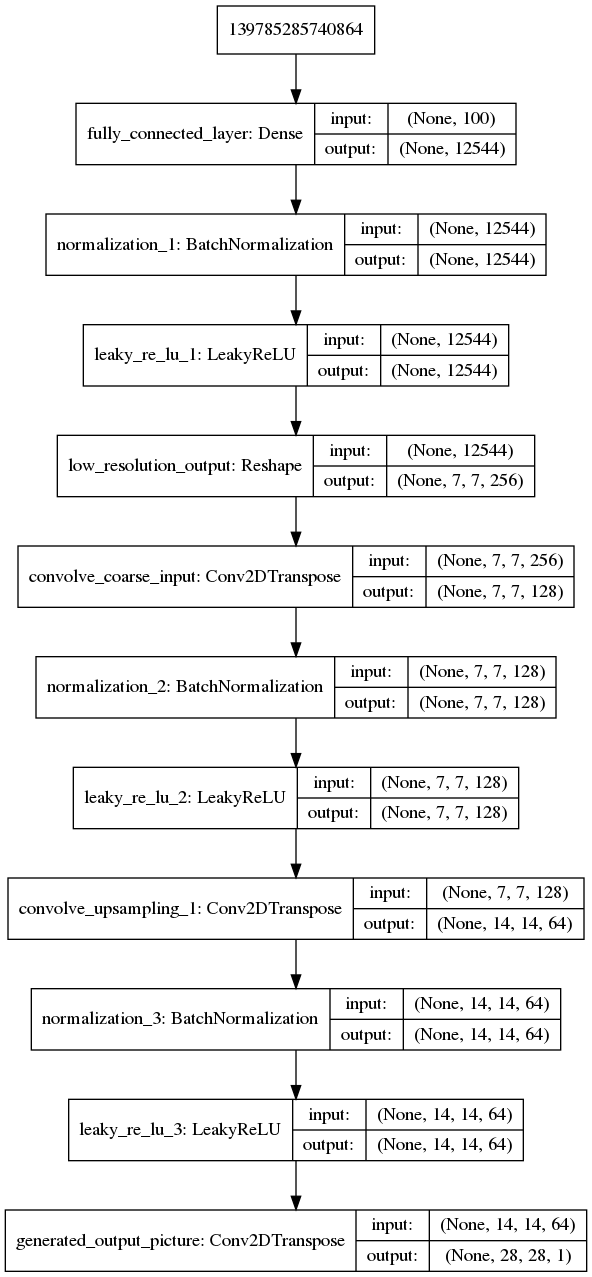 139785285740864
fully_connected_layer: Dense
input:
(None, 100)
output:
(None, 12544)
normalization_1: BatchNormalization
input:
(None, 12544)
output:
(None, 12544)
leaky_re_lu_1: LeakyReLU
input:
(None, 12544)
output:
(None, 12544)
low_resolution_output: Reshape
input:
(None, 12544)
output:
(None, 7, 7, 256)
convolve_coarse_input: Conv2DTranspose
input:
(None, 7, 7, 256)
output:
(None, 7, 7, 128)
normalization_2: BatchNormalization
input:
(None, 7, 7, 128)
output:
(None, 7, 7, 128)
leaky_re_lu_2: LeakyReLU
input:
(None, 7, 7, 128)
output:
(None, 7, 7, 128)
convolve_upsampling_1: Conv2DTranspose
input:
(None, 7, 7, 128)
output:
(None, 14, 14, 64)
normalization_3: BatchNormalization
input:
(None, 14, 14, 64)
output:
(None, 14, 14, 64)
leaky_re_lu_3: LeakyReLU
input:
(None, 14, 14, 64)
output:
(None, 14, 14, 64)
generated_output_picture: Conv2DTranspose
input:
(None, 14, 14, 64)
output:
(None, 28, 28, 1)